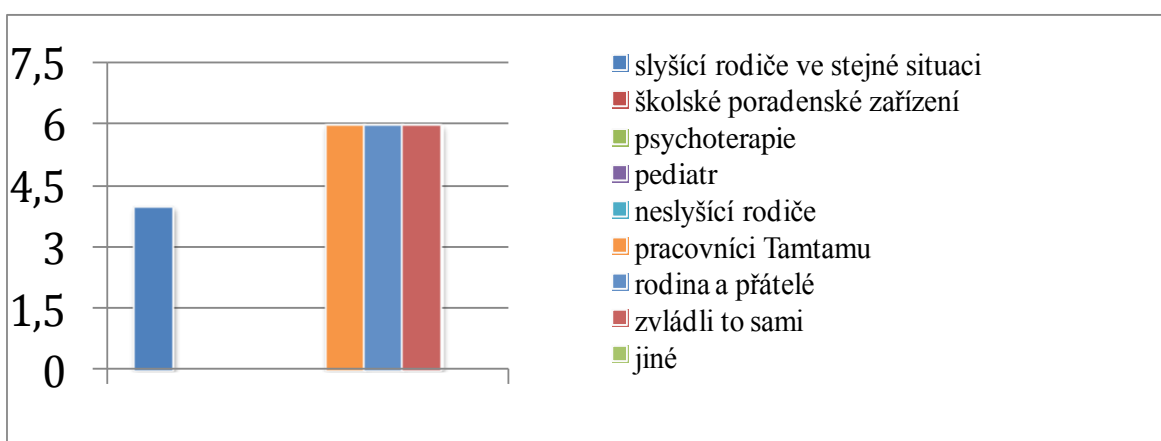 7,5
6
4,5
3
1,5
0
slyšící rodiče ve stejné situaci
školské poradenské zařízení
psychoterapie
pediatr
neslyšící rodiče
pracovníci Tamtamu
rodina a přátelé
zvládli to sami
jiné